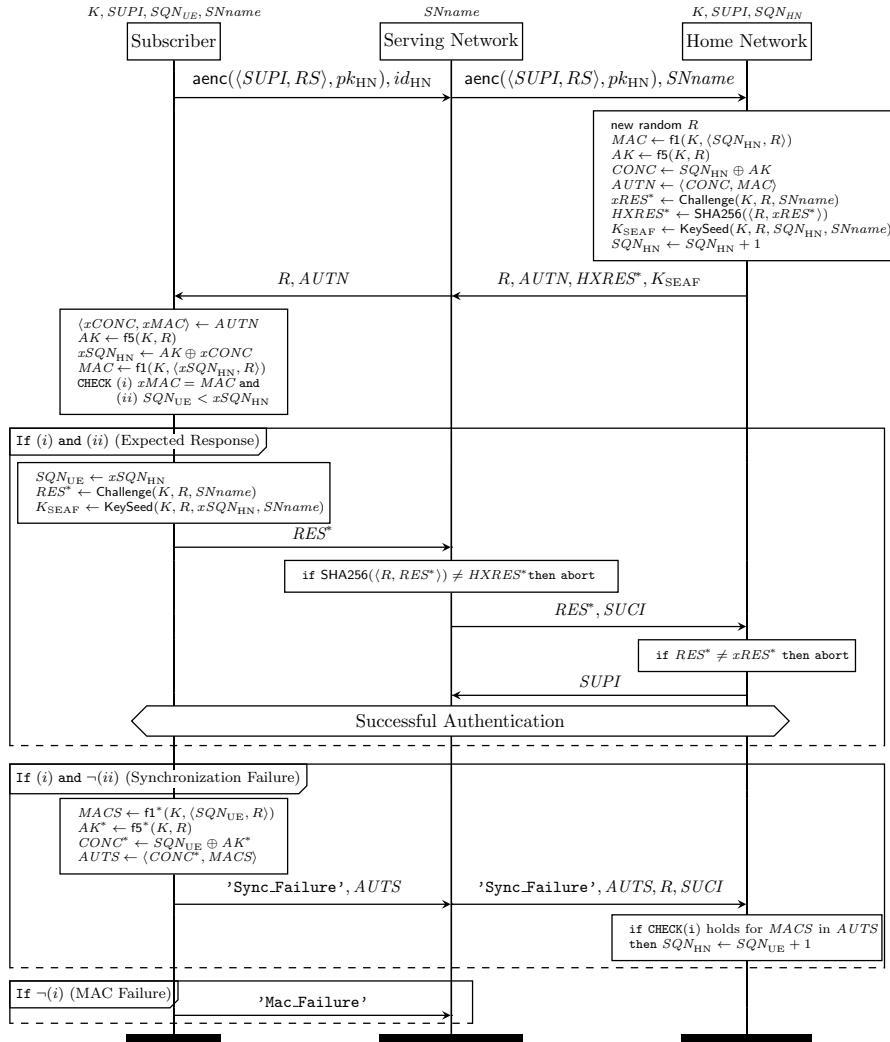 K, SUPI, SQN_UE, SNname
SNname
K, SUPI, SQN_HN
Subscriber
Serving Network
Home Network
aenc(⟨SUPI, RS⟩, pk_HN), id_HN
aenc(⟨SUPI, RS⟩, pk_HN), SNname
new random R
MAC ← f1(K, ⟨SQN_HN, R⟩)
AK ← f5(K, R)
CONC ← SQN_HN ⊕ AK
AUTN ← ⟨CONC, MAC⟩
xRES* ← Challenge(K, R, SNname)
HXRES* ← SHA256(⟨R, xRES*⟩)
K_SEAF ← KeySeed(K, R, SQN_HN, SNname)
SQN_HN ← SQN_HN + 1
R, AUTN
R, AUTN, HXRES*, K_SEAF
⟨xCONC, xMAC⟩ ← AUTN
AK ← f5(K, R)
xSQN_HN ← AK ⊕ xCONC
MAC ← f1(K, ⟨xSQN_HN, R⟩)
CHECK (i) xMAC = MAC and
(ii) SQN_UE < xSQN_HN
If (i) and (ii) (Expected Response)
SQN_UE ← xSQN_HN
RES* ← Challenge(K, R, SNname)
K_SEAF ← KeySeed(K, R, xSQN_HN, SNname)
RES*
if SHA256(⟨R, RES*⟩) ≠ HXRES* then abort
RES*, SUCI
if RES* ≠ xRES* then abort
SUPI
Successful Authentication
If (i) and ¬(ii) (Synchronization Failure)
MACS ← f1*(K, ⟨SQN_UE, R⟩)
AK* ← f5*(K, R)
CONC* ← SQN_UE ⊕ AK*
AUTS ← ⟨CONC*, MACS⟩
'Sync_Failure', AUTS
'Sync_Failure', AUTS, R, SUCI
if CHECK(i) holds for MACS in AUTS
then SQN_HN ← SQN_UE + 1
If ¬(i) (MAC Failure)
'Mac_Failure'